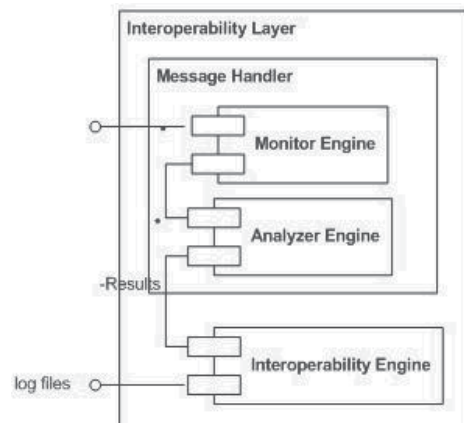 Interoperability Layer
Message Handler
Monitor Engine
Analyzer Engine
-Results
Interoperability Engine
log files